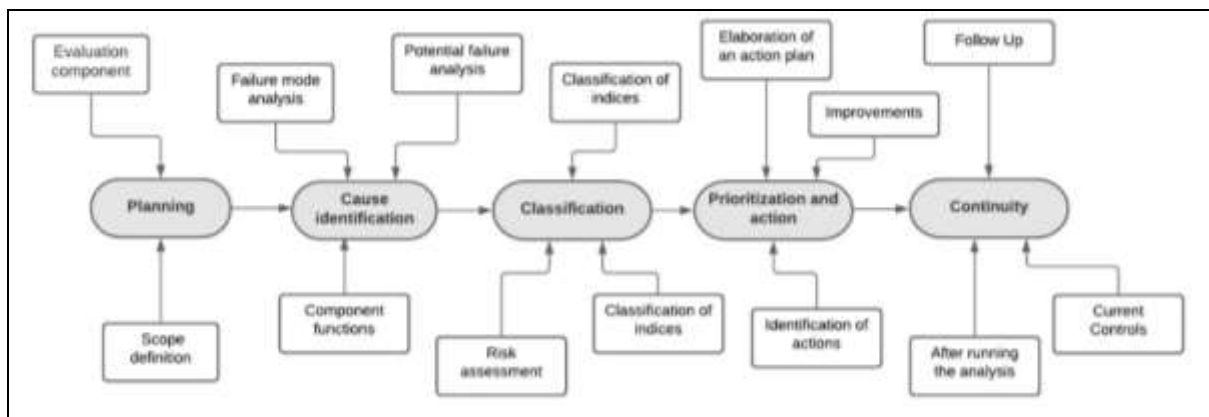 Evaluation
component
Failure mode
analysis
Potential failure
analysis
Classification of
indices
Elaboration of
an action plan
Improvements
Follow Up
Planning
Cause
identification
Classification
Prioritization and
action
Continuity
Scope
definition
Component
functions
Risk
assessment
Classification of
indices
Identification of
actions
After running
the analysis
Current
Controls